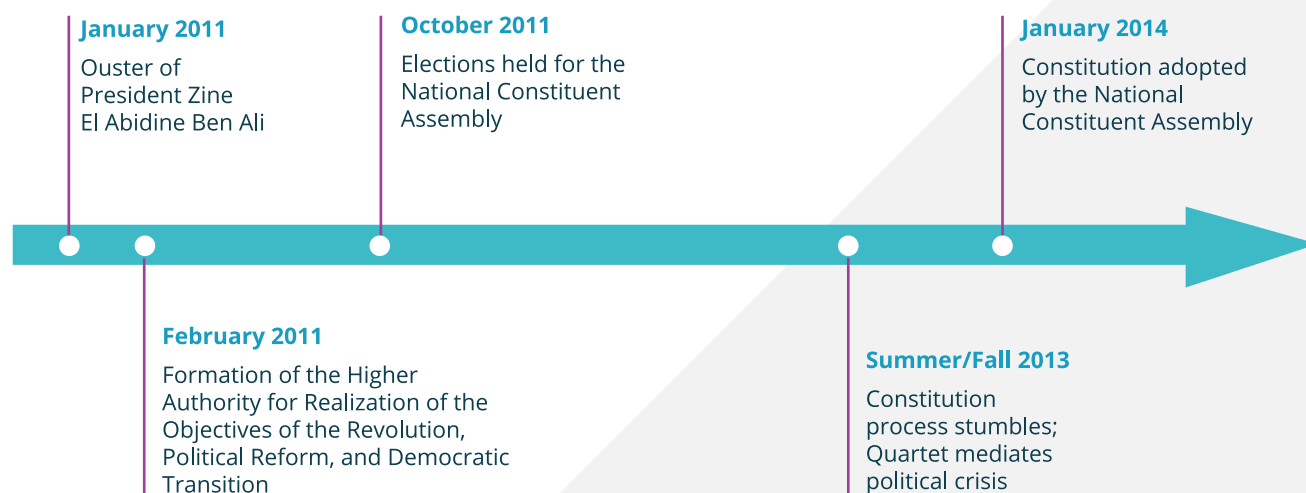 January 2011
Ouster of
President Zine
El Abidine Ben Ali
October 2011
Elections held for the
National Constituent
Assembly
January 2014
Constitution adopted
by the National
Constituent Assembly
February 2011
Formation of the Higher
Authority for Realization of the
Objectives of the Revolution,
Political Reform, and Democratic
Transition
Summer/Fall 2013
Constitution
process stumbles;
Quartet mediates
political crisis